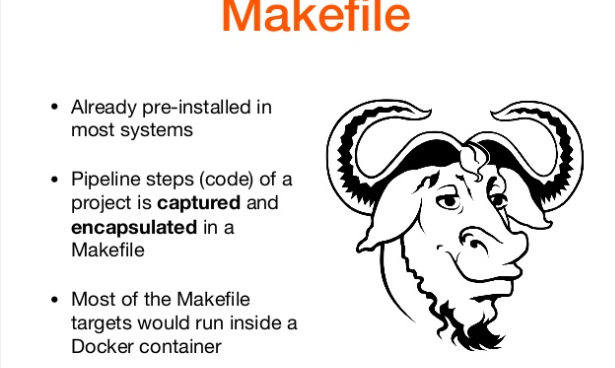 Makefile
• Already pre-installed in
most systems
• Pipeline steps (code) of a
project is captured and
encapsulated in a
Makefile
• Most of the Makefile
targets would run inside a
Docker container